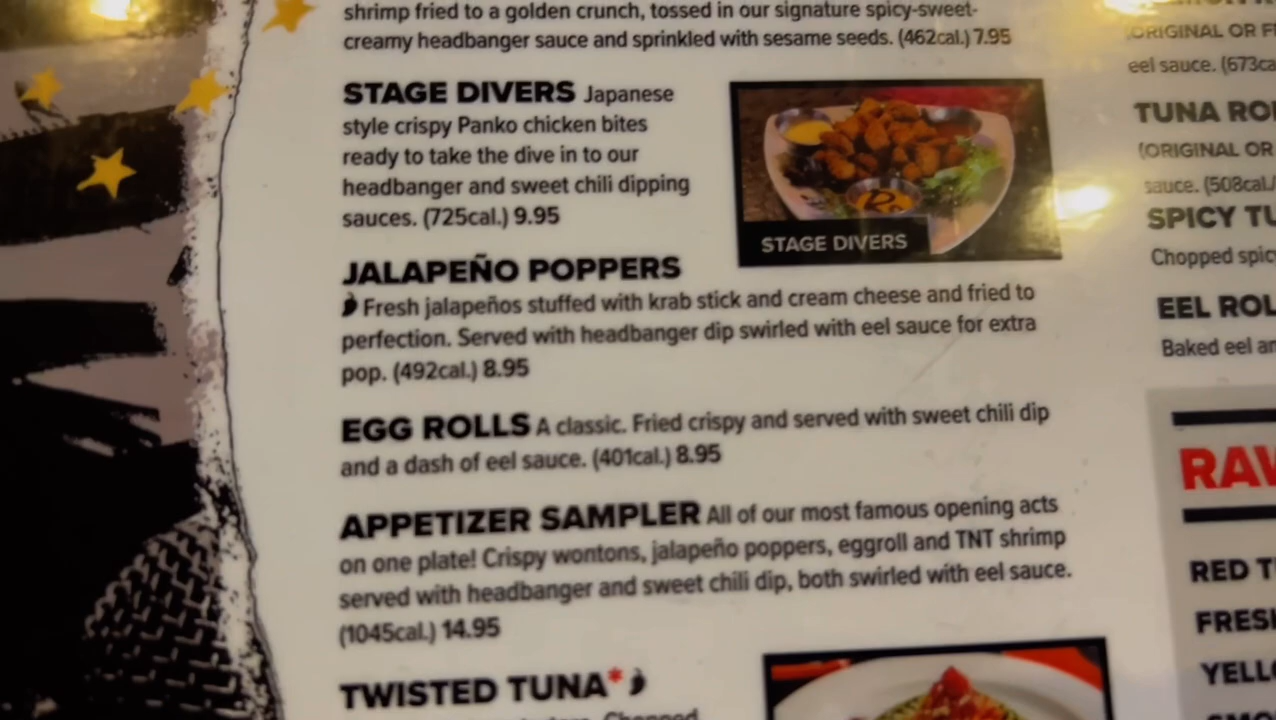 shrimp fried to a golden crunch, tossed in our signature spicy-sweet-
creamy headbanger sauce and sprinkled with sesame seeds. (462cal.) 7.95
STAGE DIVERS Japanese
style crispy Panko chicken bites
ready to take the dive in to our
headbanger and sweet chili dipping
sauces. (725cal.) 9.95
STAGE DIVERS
JALAPEÑO POPPERS
Fresh jalapeños stuffed with krab stick and cream cheese and fried to
perfection. Served with headbanger dip swirled with eel sauce for extra
pop. (492cal.) 8.95
EGG ROLLS A classic. Fried crispy and served with sweet chili dip
and a dash of eel sauce. (401cal.) 8.95
APPETIZER SAMPLER All of our most famous opening acts
on one plate! Crispy wontons, jalapeño poppers, eggroll and TNT shrimp
served with headbanger and sweet chili dip, both swirled with eel sauce.
(1045cal.) 14.95
TWISTED TUNA*
Chopped
(ORIGINAL OR
eel sauce. (673ca
TUNA RO
(ORIGINAL OR
sauce. (508cal.
SPICY TU
Chopped spic
EEL ROL
Baked eel an
RAW
RED T
FRESH
YELLO